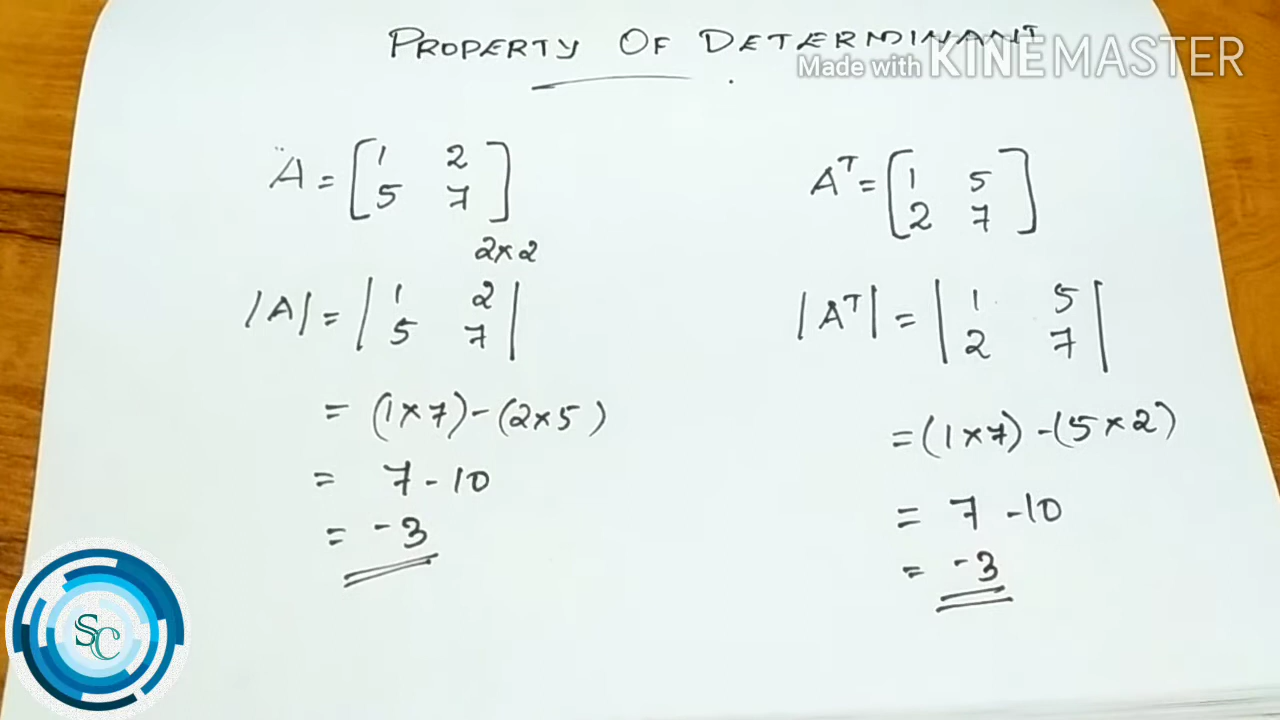 PROPERTY OF DETERMINANT
Made with KINEMASTER
A = [1 2
5 7]
2×2
|A| = |1 2
5 7|
= (1×7) - (2×5)
= 7 - 10
= -3
Aᵀ = [1 5
2 7]
|Aᵀ| = |1 5
2 7|
= (1×7) - (5×2)
= 7 - 10
= -3
SC